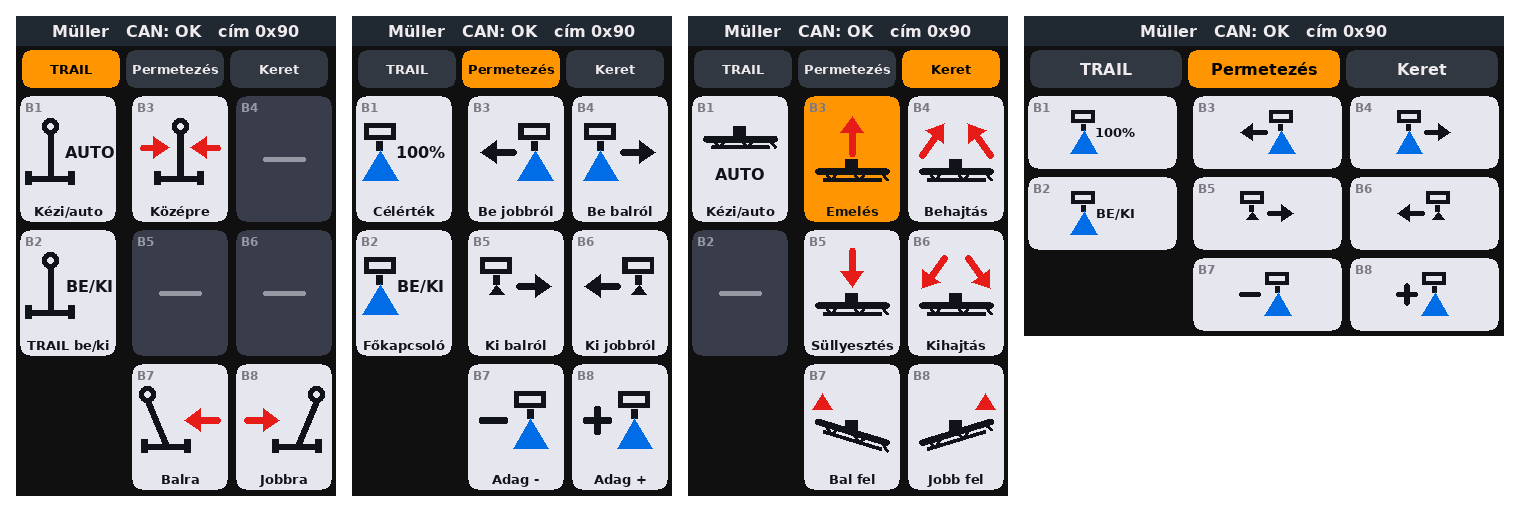 Müller CAN: OK cím 0x90
TRAIL Permetezés Keret
B1 B3 B4
AUTO
Kézi/auto Középre
B2 B5 B6
BE/KI
TRAIL be/ki
B7 B8
Balra Jobbra
Müller CAN: OK cím 0x90
TRAIL Permetezés Keret
B1 B3 B4
100%
Célérték Be jobbról Be balról
B2 B5 B6
BE/KI
Főkapcsoló Ki balról Ki jobbról
B7 B8
Adag - Adag +
Müller CAN: OK cím 0x90
TRAIL Permetezés Keret
B1 B3 B4
AUTO
Kézi/auto Emelés Behajtás
B2 B5 B6
Süllyesztés Kihajtás
B7 B8
Bal fel Jobb fel
Müller CAN: OK cím 0x90
TRAIL Permetezés Keret
B1 B3 B4
100%
B2 B5 B6
BE/KI
B7 B8